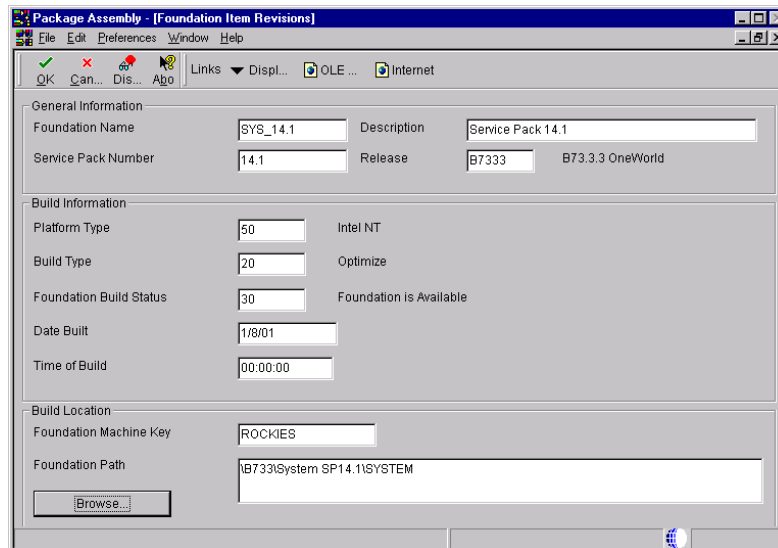 Package Assembly - [Foundation Item Revisions]
File Edit Preferences Window Help
OK Can... Dis... Abo Links Displ... OLE ... Internet
General Information
Foundation Name SYS_14.1 Description Service Pack 14.1
Service Pack Number 14.1 Release B7333 B73.3.3 OneWorld
Build Information
Platform Type 50 Intel NT
Build Type 20 Optimize
Foundation Build Status 30 Foundation is Available
Date Built 1/8/01
Time of Build 00:00:00
Build Location
Foundation Machine Key ROCKIES
Foundation Path \B733\System SP14.1\SYSTEM
Browse...